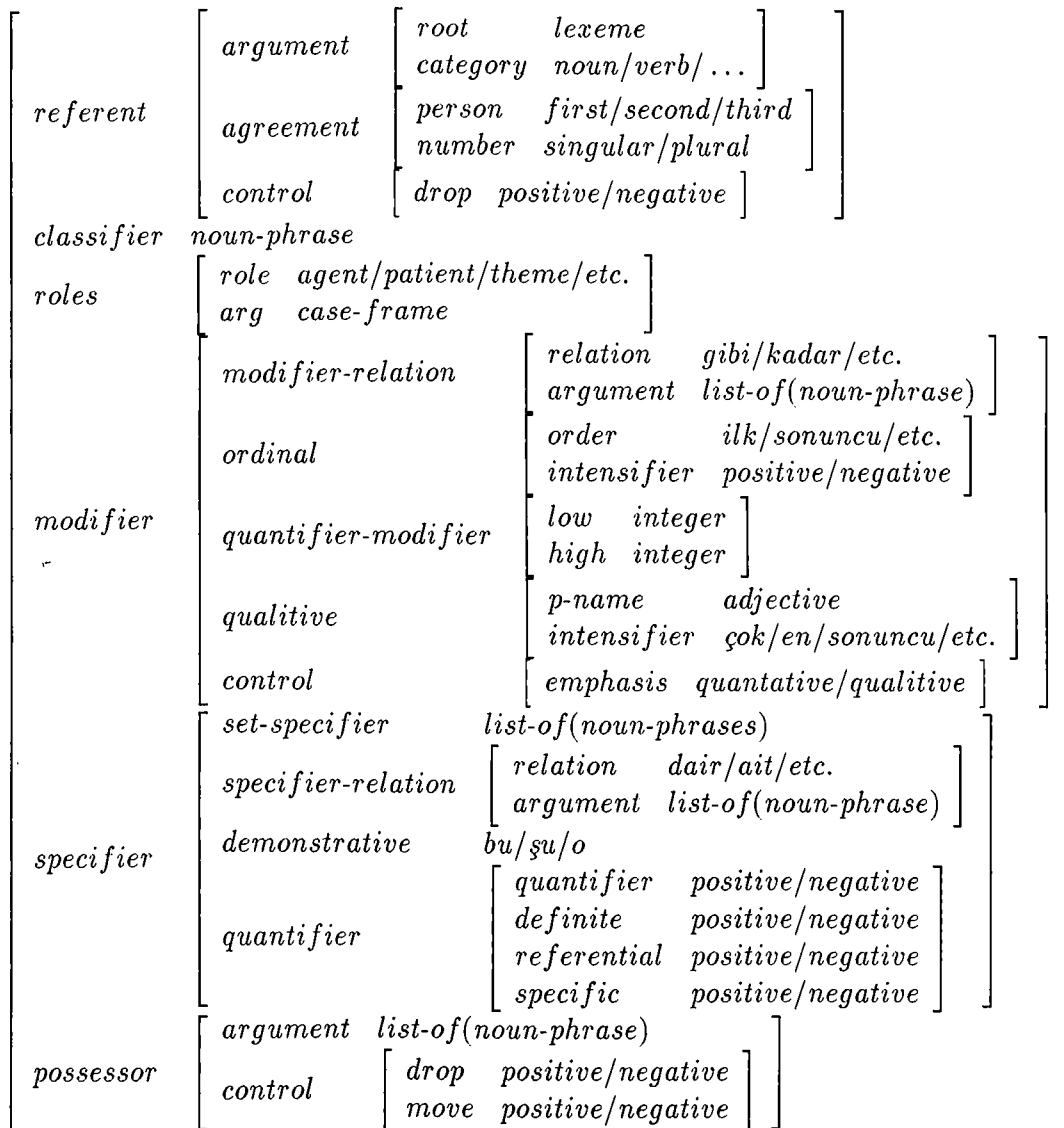 argument root lexeme
category noun/verb/ ...
referent agreement person first/second/third
number singular/plural
control drop positive/negative
classifier noun-phrase
roles role agent/patient/theme/etc.
arg case-frame
modifier-relation relation gibi/kadar/etc.
argument list-of(noun-phrase)
ordinal order ilk/sonuncu/etc.
intensifier positive/negative
modifier quantifier-modifier low integer
high integer
qualitive p-name adjective
intensifier çok/en/sonuncu/etc.
control emphasis quantative/qualitive
set-specifier list-of(noun-phrases)
specifier-relation relation dair/ait/etc.
argument list-of(noun-phrase)
specifier demonstrative bu/şu/o
quantifier quantifier positive/negative
definite positive/negative
referential positive/negative
specific positive/negative
possessor argument list-of(noun-phrase)
control drop positive/negative
move positive/negative